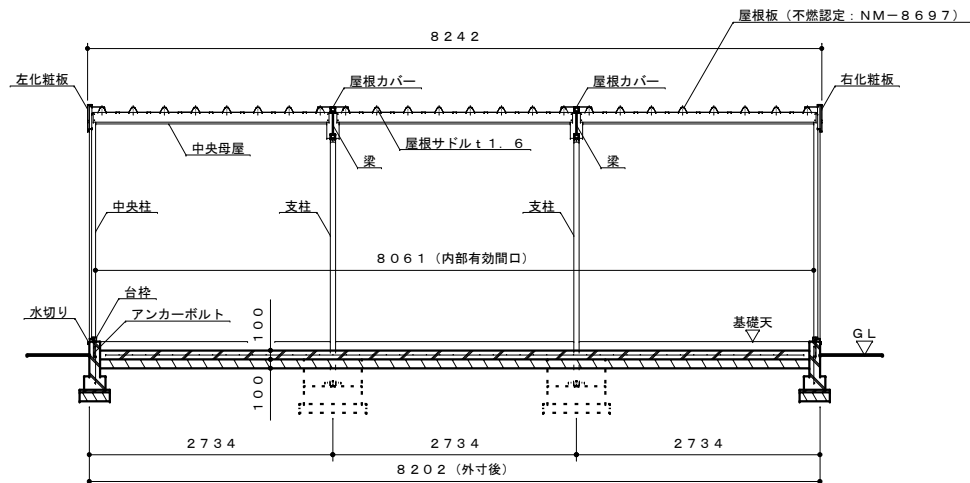 屋根板（不燃認定：ＮＭ－８６９７）
８２４２
左化粧板
屋根カバー
屋根カバー
右化粧板
中央母屋
屋根サドルｔ１．６
梁
梁
中央柱
支柱
支柱
８０６１（内部有効間口）
台枠
水切り
アンカーボルト
１００
基礎天
ＧＬ
１００
２７３４
２７３４
２７３４
８２０２（外寸後）